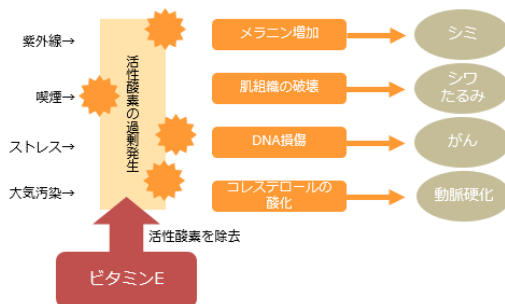 紫外線→
喫煙→
ストレス→
大気汚染→
活性酸素の過剰発生
メラニン増加
シミ
肌組織の破壊
シワ
たるみ
DNA損傷
がん
コレステロールの
酸化
動脈硬化
活性酸素を除去
ビタミンE